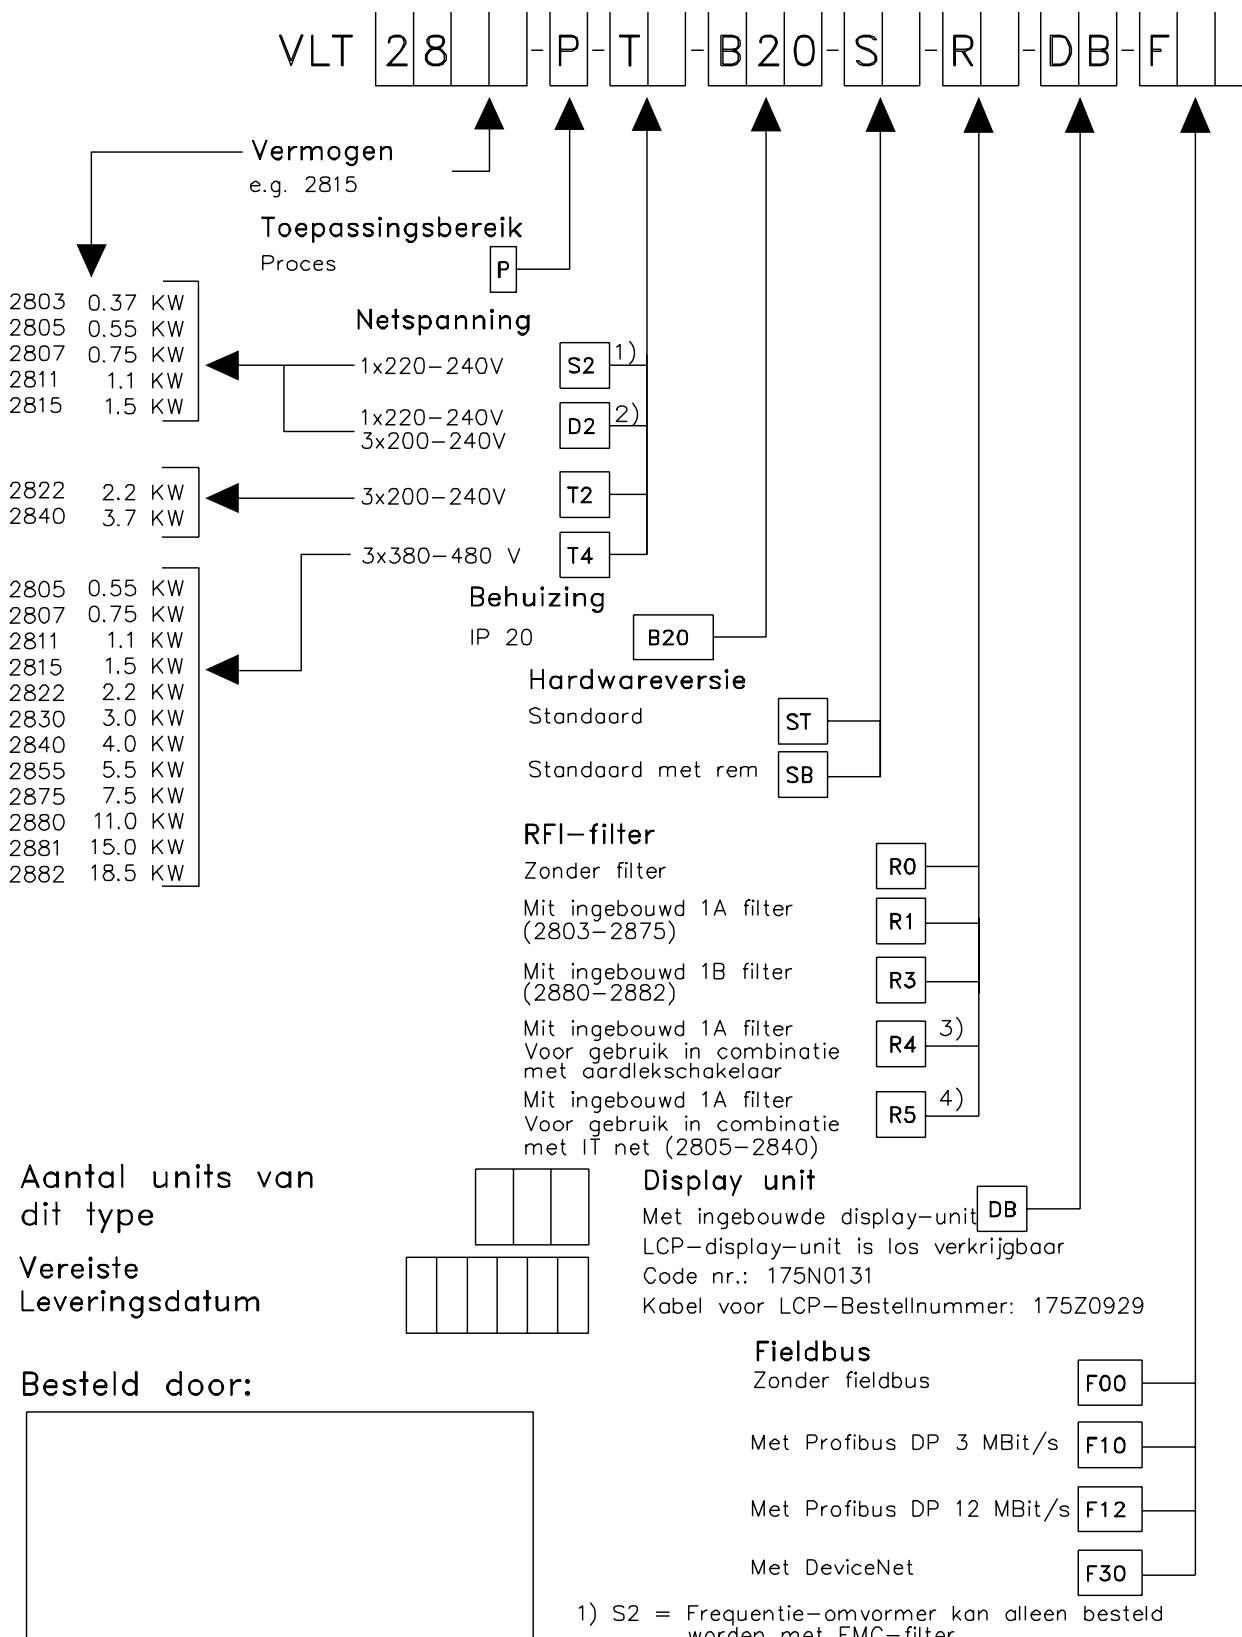 VLT 28 -P-T -B20-S -R -DB-F
Vermogen
e.g. 2815
Toepassingsbereik
Proces P
2803 0.37 KW
2805 0.55 KW
2807 0.75 KW
2811 1.1 KW
2815 1.5 KW
Netspanning
1x220-240V S2 1)
1x220-240V
3x200-240V D2 2)
2822 2.2 KW
2840 3.7 KW
3x200-240V T2
3x380-480 V T4
2805 0.55 KW
2807 0.75 KW
2811 1.1 KW
2815 1.5 KW
2822 2.2 KW
2830 3.0 KW
2840 4.0 KW
2855 5.5 KW
2875 7.5 KW
2880 11.0 KW
2881 15.0 KW
2882 18.5 KW
Behuizing
IP 20 B20
Hardwareversie
Standaard ST
Standaard met rem SB
RFI-filter
Zonder filter R0
Mit ingebouwd 1A filter
(2803-2875) R1
Mit ingebouwd 1B filter
(2880-2882) R3
Mit ingebouwd 1A filter
Voor gebruik in combinatie
met aardlekschakelaar R4 3)
Mit ingebouwd 1A filter
Voor gebruik in combinatie
met IT net (2805-2840) R5 4)
Aantal units van
dit type
Vereiste
Leveringsdatum
Display unit
Met ingebouwde display-unit DB
LCP-display-unit is los verkrijgbaar
Code nr.: 175N0131
Kabel voor LCP-Bestellnummer: 175Z0929
Besteld door:
Fieldbus
Zonder fieldbus F00
Met Profibus DP 3 MBit/s F10
Met Profibus DP 12 MBit/s F12
Met DeviceNet F30
1) S2 = Frequentie-omvormer kan alleen besteld
worden met EMC-filter